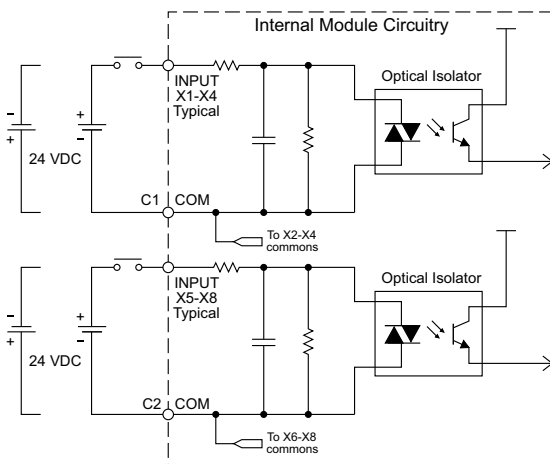 Internal Module Circuitry
INPUT
X1-X4
Typical
Optical Isolator
-
+
+
-
24 VDC
C1
COM
To X2-X4
commons
INPUT
X5-X8
Typical
Optical Isolator
-
+
+
-
24 VDC
C2
COM
To X6-X8
commons